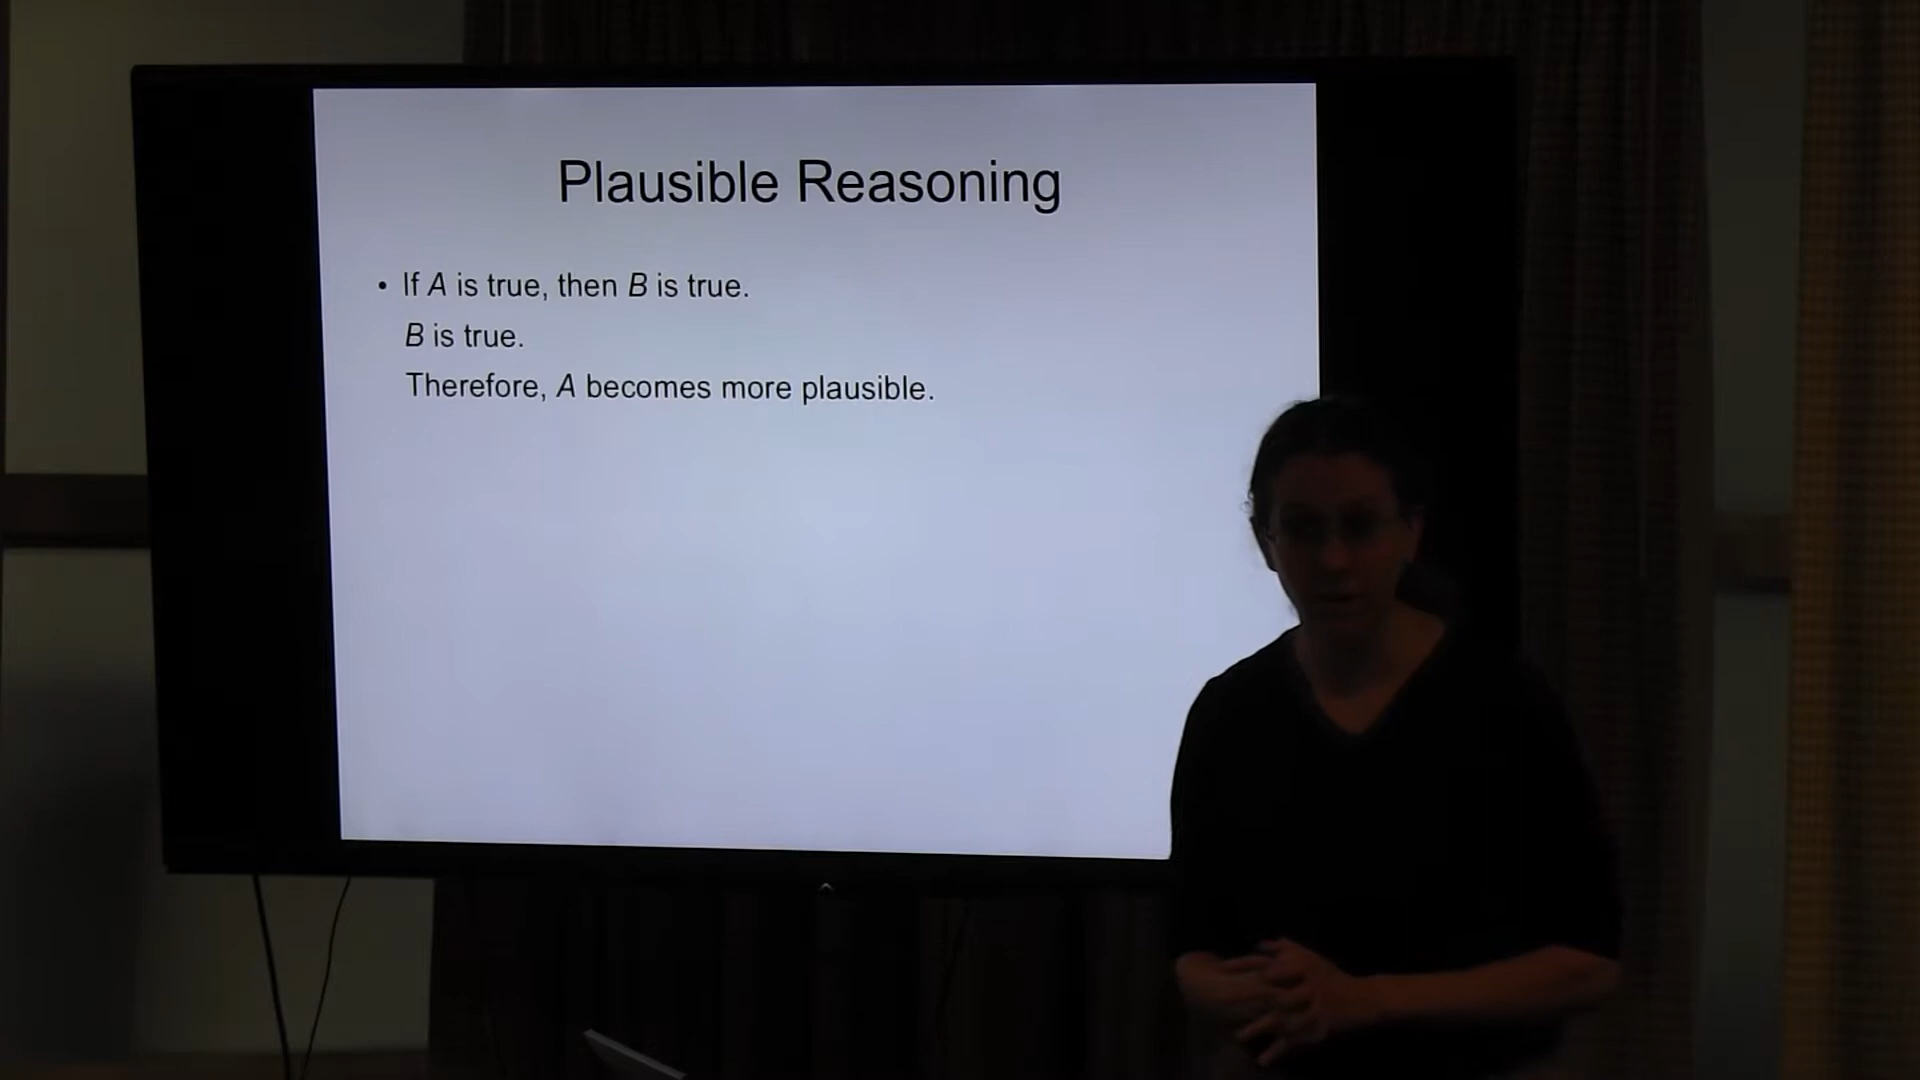 Plausible Reasoning
• If A is true, then B is true.
B is true.
Therefore, A becomes more plausible.